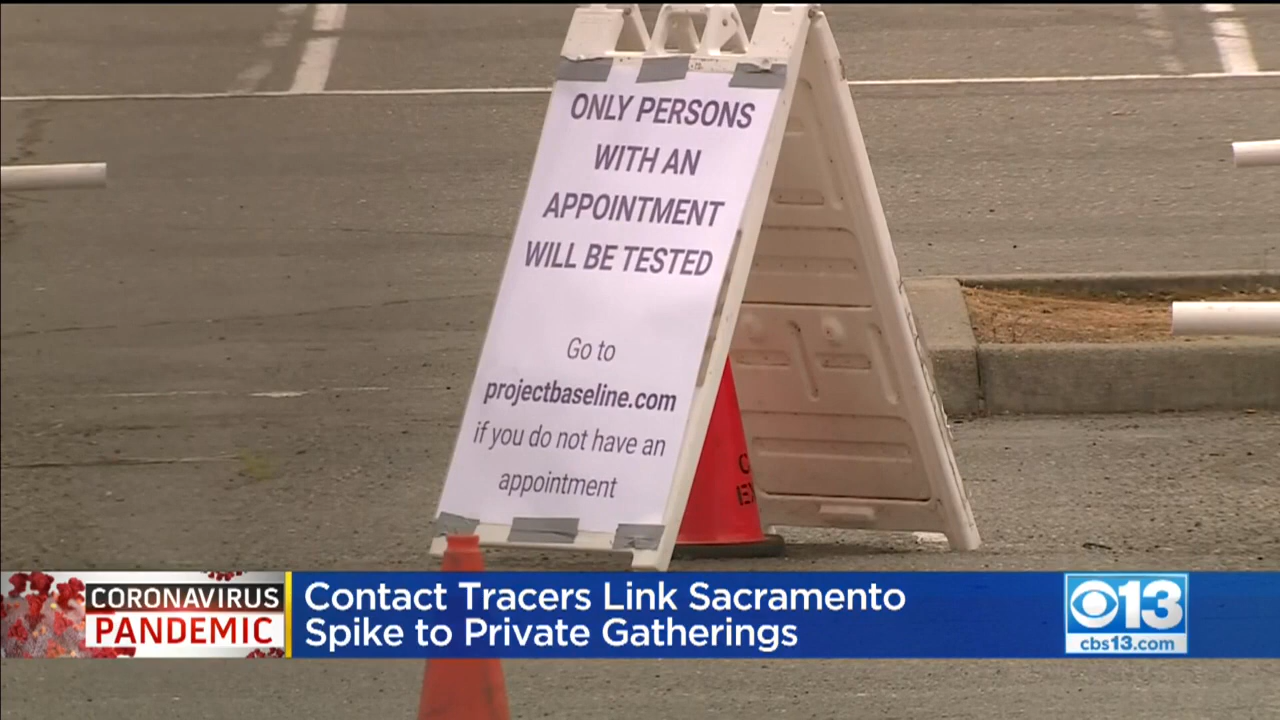 ONLY PERSONS
WITH AN
APPOINTMENT
WILL BE TESTED
Go to
projectbaseline.com
if you do not have an
appointment
CORONAVIRUS
PANDEMIC
Contact Tracers Link Sacramento
Spike to Private Gatherings
13
cbs13.com